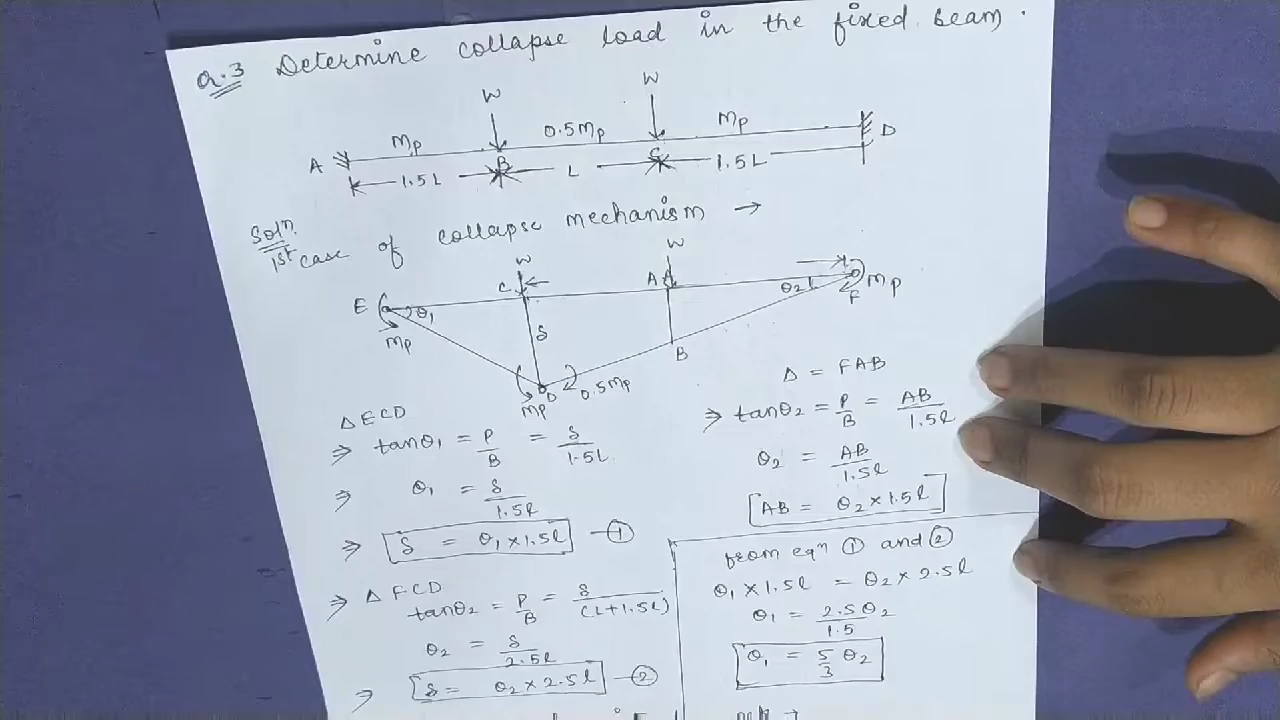 Q.3 Determine collapse load in the fixed beam.
W W
A Mp B 0.5Mp C Mp D
1.5L L 1.5L
Solⁿ.
1st case of collapse mechanism →
W W
E θ1 C A θ2 F Mp
Mp δ B
D 0.5Mp
Mp
ΔECD
⇒ tanθ1 = P/B = δ/1.5L
⇒ θ1 = δ/1.5l
⇒ δ = θ1 × 1.5l — ①
⇒ Δ FCD
tanθ2 = P/B = δ/(L+1.5l)
θ2 = δ/2.5l
⇒ δ = θ2 × 2.5l — ②
Δ = FAB
⇒ tanθ2 = P/B = AB/1.5l
θ2 = AB/1.5l
AB = θ2 × 1.5l
from eqⁿ ① and ②
θ1 × 1.5l = θ2 × 2.5l
θ1 = 2.5θ2/1.5
θ1 = 5/3 θ2